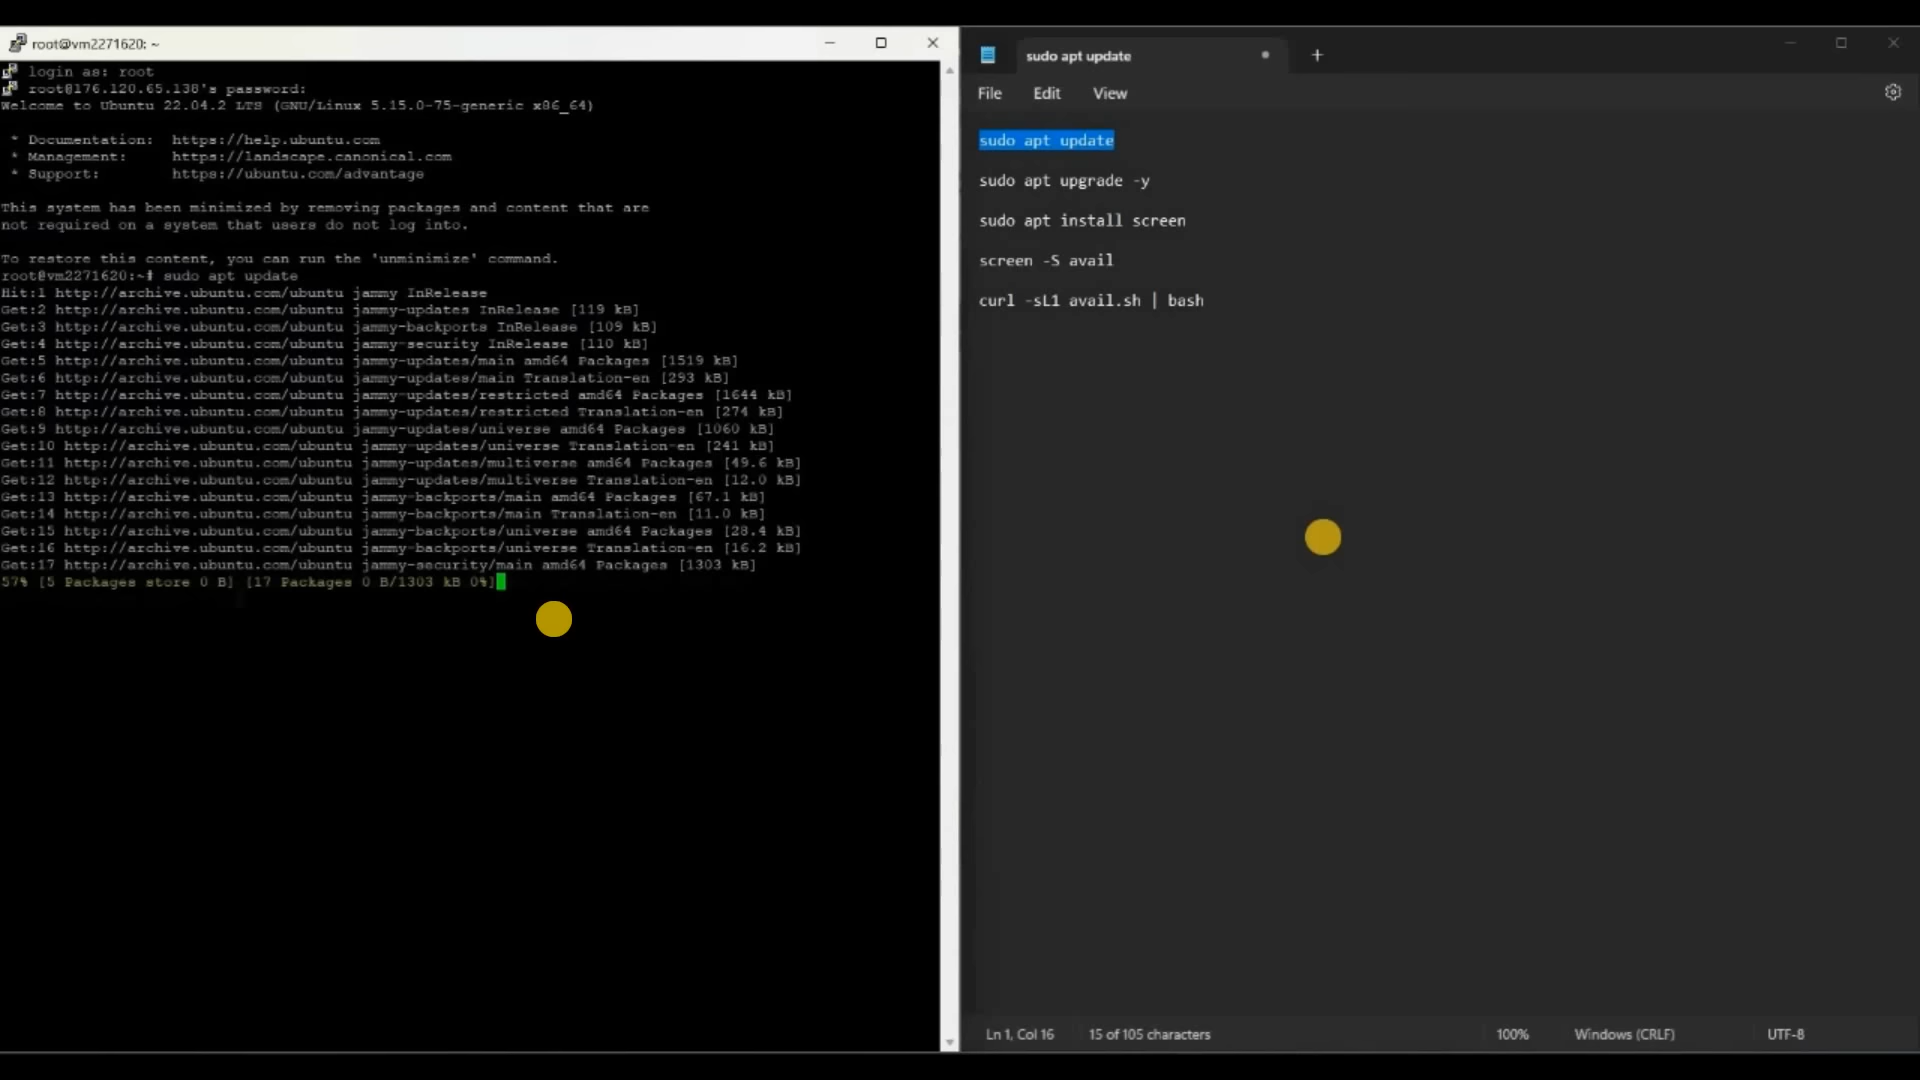 root@vm2271620: ~
login as: root
root@176.120.65.138's password:
Welcome to Ubuntu 22.04.2 LTS (GNU/Linux 5.15.0-75-generic x86_64)
* Documentation: https://help.ubuntu.com
* Management: https://landscape.canonical.com
* Support: https://ubuntu.com/advantage
This system has been minimized by removing packages and content that are
not required on a system that users do not log into.
To restore this content, you can run the 'unminimize' command.
root@vm2271620:~# sudo apt update
Hit:1 http://archive.ubuntu.com/ubuntu jammy InRelease
Get:2 http://archive.ubuntu.com/ubuntu jammy-updates InRelease [119 kB]
Get:3 http://archive.ubuntu.com/ubuntu jammy-backports InRelease [109 kB]
Get:4 http://archive.ubuntu.com/ubuntu jammy-security InRelease [110 kB]
Get:5 http://archive.ubuntu.com/ubuntu jammy-updates/main amd64 Packages [1519 kB]
Get:6 http://archive.ubuntu.com/ubuntu jammy-updates/main Translation-en [293 kB]
Get:7 http://archive.ubuntu.com/ubuntu jammy-updates/restricted amd64 Packages [1644 kB]
Get:8 http://archive.ubuntu.com/ubuntu jammy-updates/restricted Translation-en [274 kB]
Get:9 http://archive.ubuntu.com/ubuntu jammy-updates/universe amd64 Packages [1060 kB]
Get:10 http://archive.ubuntu.com/ubuntu jammy-updates/universe Translation-en [241 kB]
Get:11 http://archive.ubuntu.com/ubuntu jammy-updates/multiverse amd64 Packages [49.6 kB]
Get:12 http://archive.ubuntu.com/ubuntu jammy-updates/multiverse Translation-en [12.0 kB]
Get:13 http://archive.ubuntu.com/ubuntu jammy-backports/main amd64 Packages [67.1 kB]
Get:14 http://archive.ubuntu.com/ubuntu jammy-backports/main Translation-en [11.0 kB]
Get:15 http://archive.ubuntu.com/ubuntu jammy-backports/universe amd64 Packages [28.4 kB]
Get:16 http://archive.ubuntu.com/ubuntu jammy-backports/universe Translation-en [16.2 kB]
Get:17 http://archive.ubuntu.com/ubuntu jammy-security/main amd64 Packages [1303 kB]
57% [5 Packages store 0 B] [17 Packages 0 B/1303 kB 0%]
sudo apt update
File Edit View
sudo apt update
sudo apt upgrade -y
sudo apt install screen
screen -S avail
curl -sL1 avail.sh | bash
Ln 1, Col 16 15 of 105 characters 100% Windows (CRLF) UTF-8